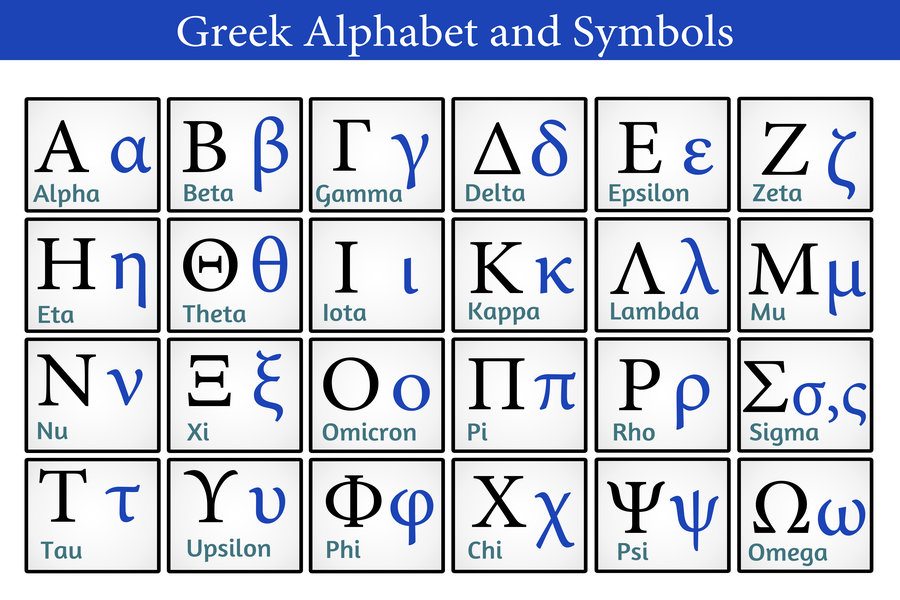 Greek Alphabet and Symbols
Α α Β β Γ γ Δ δ Ε ε Ζ ζ
Alpha Beta Gamma Delta Epsilon Zeta
Η η Θ θ Ι ι Κ κ Λ λ Μ μ
Eta Theta Iota Kappa Lambda Mu
Ν ν Ξ ξ Ο ο Π π Ρ ρ Σ σ,ς
Nu Xi Omicron Pi Rho Sigma
Τ τ ϒ υ Φ φ Χ χ Ψ ψ Ω ω
Tau Upsilon Phi Chi Psi Omega